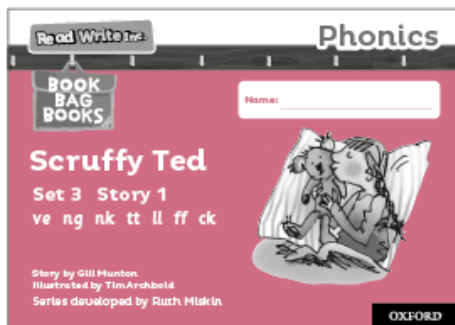 Read Write Inc.
Phonics
BOOK
BAG
BOOKS
Name:
Scruffy Ted
Set 3 Story 1
ve ng nk tt ll ff ck
Story by Gill Munton
Illustrated by Tim Archbold
Series developed by Ruth Miskin
OXFORD